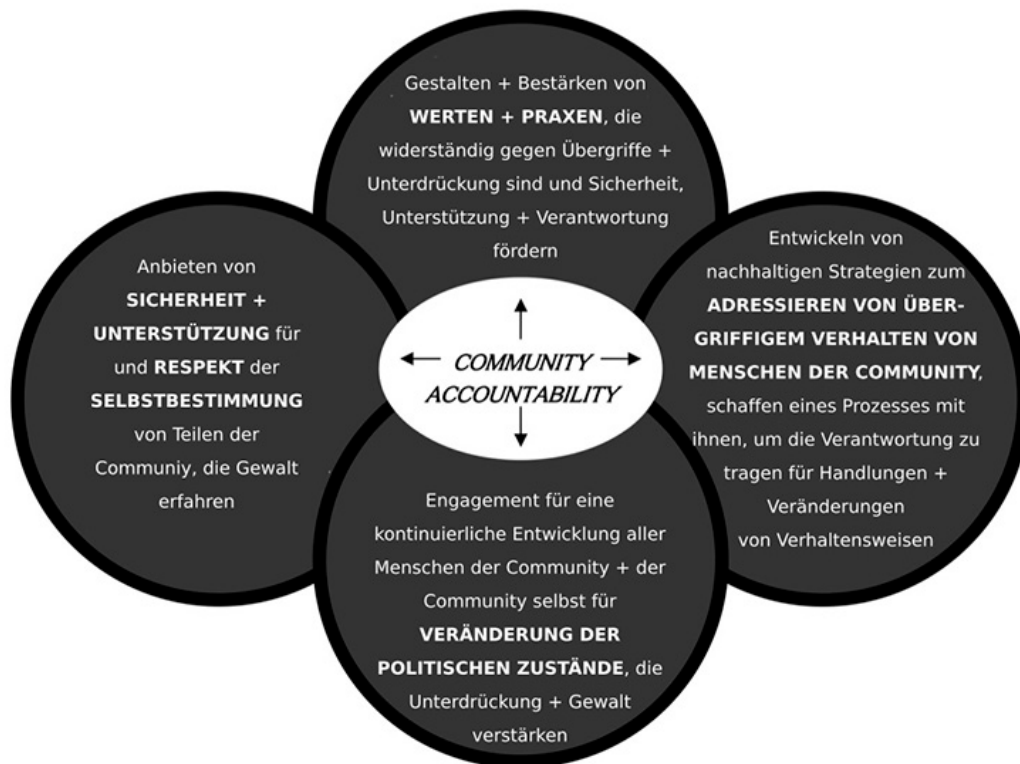 Gestalten + Bestärken von
WERTEN + PRAXEN, die
widerständig gegen Übergriffe +
Unterdrückung sind und Sicherheit,
Unterstützung + Verantwortung
fördern
Anbieten von
SICHERHEIT +
UNTERSTÜTZUNG für
und RESPEKT der
SELBSTBESTIMMUNG
von Teilen der
Communiy, die Gewalt
erfahren
COMMUNITY
ACCOUNTABILITY
Entwickeln von
nachhaltigen Strategien zum
ADRESSIEREN VON ÜBER-
GRIFFIGEM VERHALTEN VON
MENSCHEN DER COMMUNITY,
schaffen eines Prozesses mit
ihnen, um die Verantwortung zu
tragen für Handlungen +
Veränderungen
von Verhaltensweisen
Engagement für eine
kontinuierliche Entwicklung aller
Menschen der Community + der
Community selbst für
VERÄNDERUNG DER
POLITISCHEN ZUSTÄNDE, die
Unterdrückung + Gewalt
verstärken